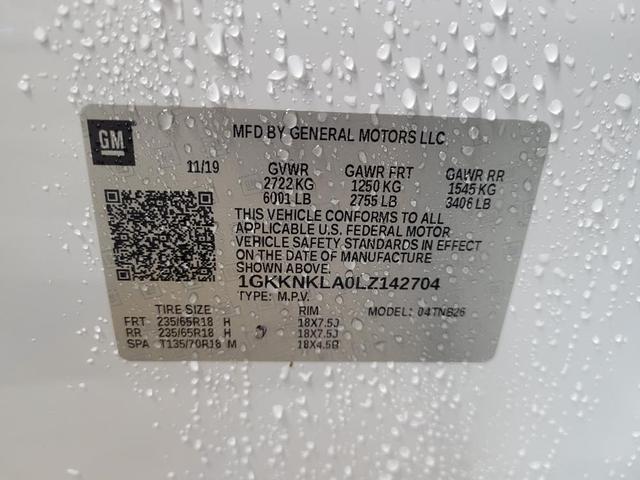 GM
MFD BY GENERAL MOTORS LLC
11/19 GVWR GAWR FRT GAWR RR
2722 KG 1250 KG 1545 KG
6001 LB 2755 LB 3406 LB
THIS VEHICLE CONFORMS TO ALL
APPLICABLE U.S. FEDERAL MOTOR
VEHICLE SAFETY STANDARDS IN EFFECT
ON THE DATE OF MANUFACTURE
SHOWN ABOVE.
1GKKNKLA0LZ142704
TYPE: M.P.V. MODEL: 04TNB26
TIRE SIZE RIM
FRT 235/65R18 H 18X7.5J
RR 235/65R18 H 18X7.5J
SPA T135/70R18 M 18X4.5B